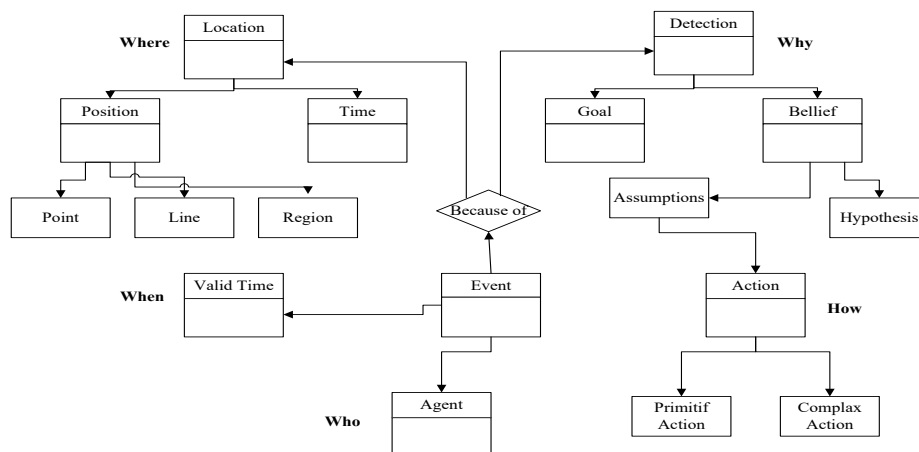 Location
Detection
Where
Why
Position
Time
Goal
Bellief
Assumptions
Point
Line
Region
Because of
Hypothesis
When
Valid Time
Event
Action
How
Agent
Who
Primitif
Action
Complax
Action